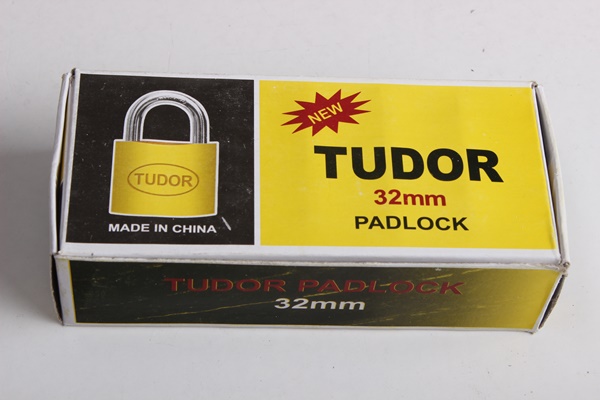 TUDOR
MADE IN CHINA
NEW
TUDOR
32mm
PADLOCK
TUDOR PADLOCK
32mm